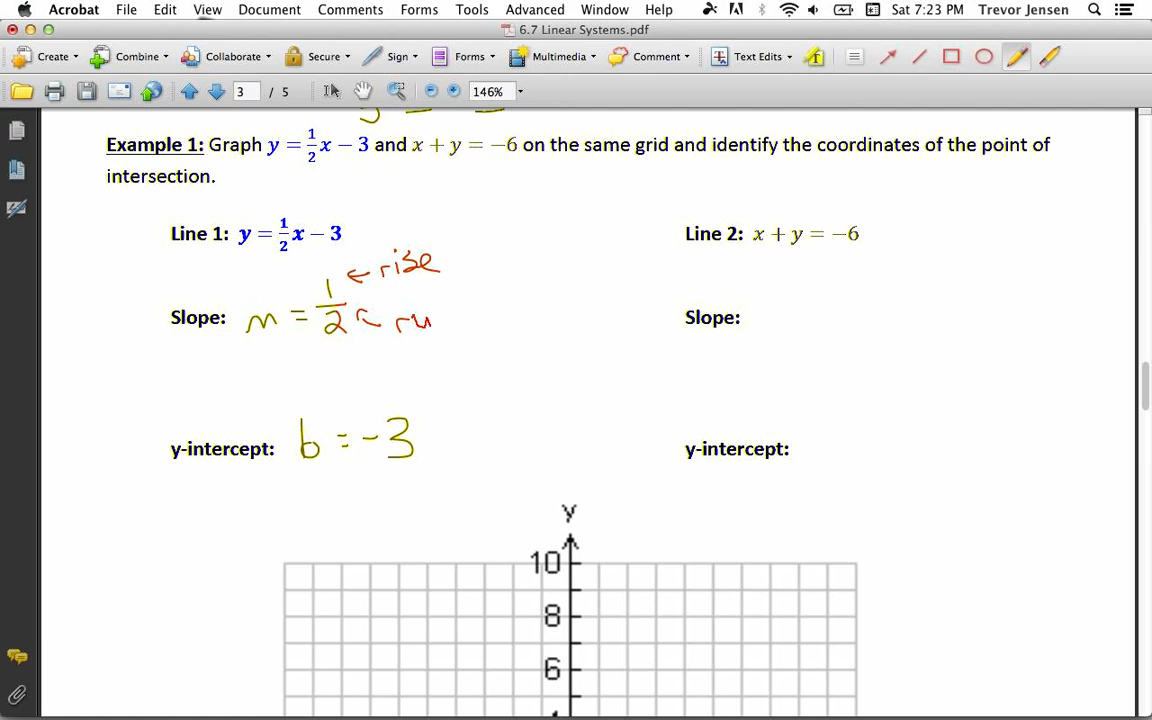 Acrobat File Edit View Document Comments Forms Tools Advanced Window Help Sat 7:23 PM Trevor Jensen
6.7 Linear Systems.pdf
Create Combine Collaborate Secure Sign Forms Multimedia Comment Text Edits
3 / 5 146%
Example 1: Graph y = 1/2 x − 3 and x + y = −6 on the same grid and identify the coordinates of the point of
intersection.
Line 1: y = 1/2 x − 3
Line 2: x + y = −6
← rise
Slope: m = 1/2 ← ru
Slope:
y-intercept: b = -3
y-intercept:
y
10
8
6